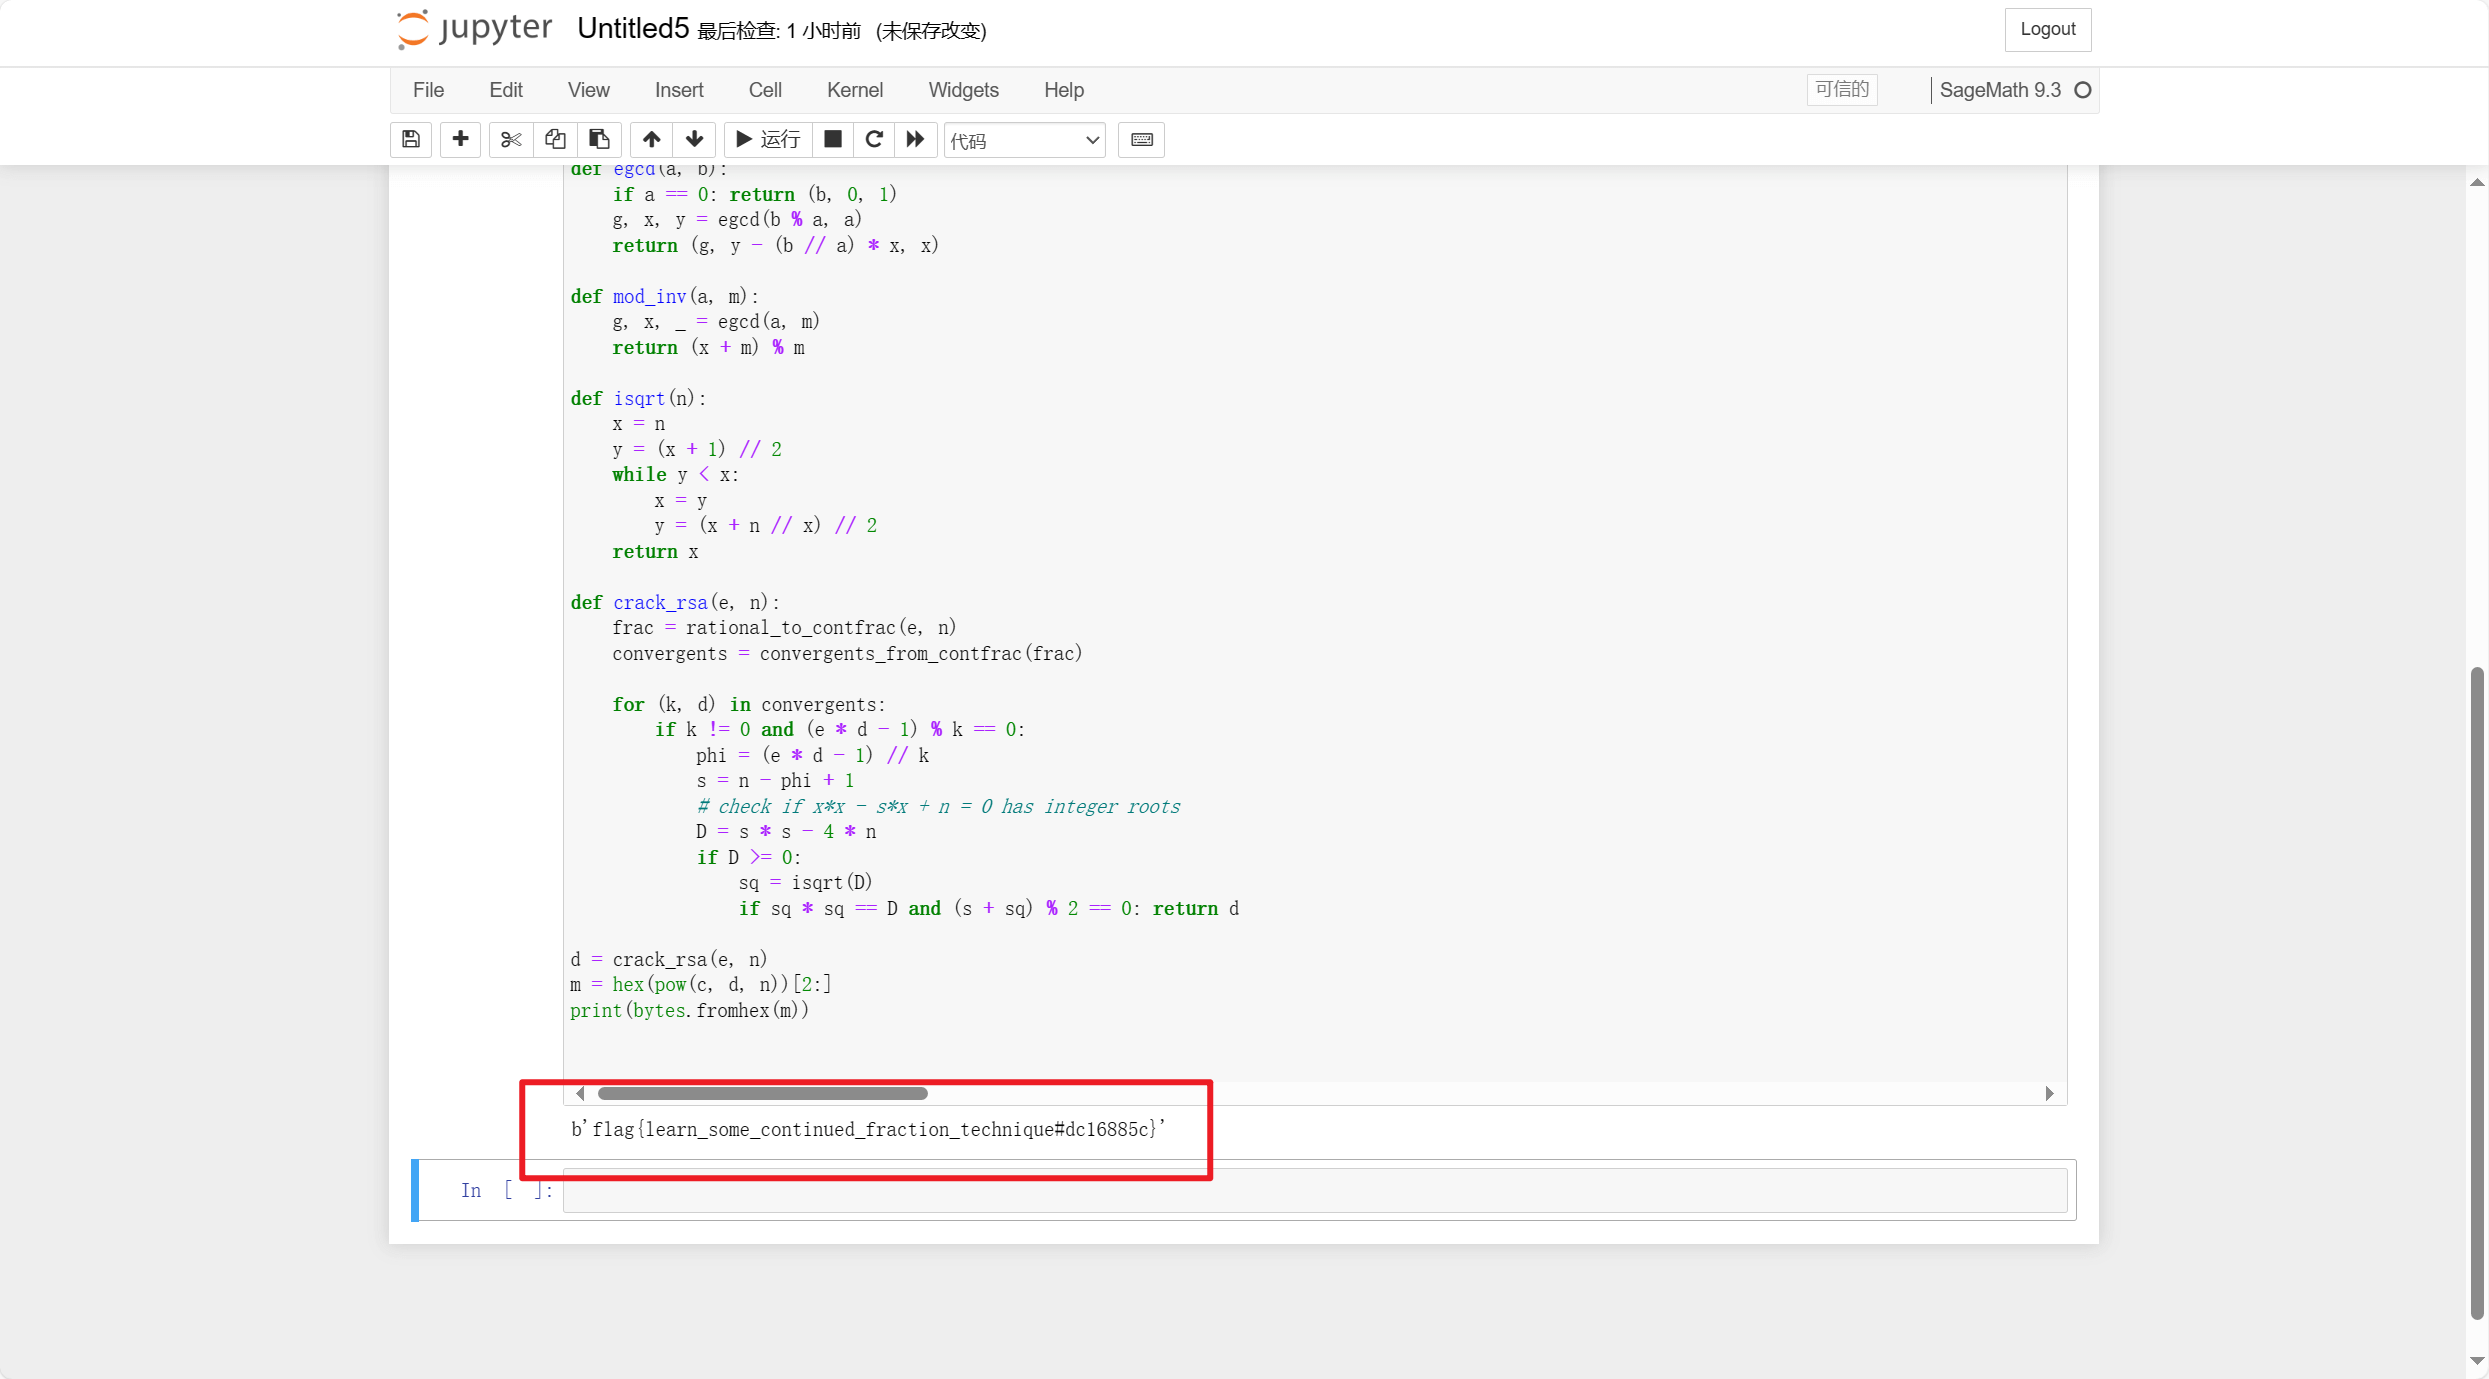 jupyter Untitled5 最后检查: 1 小时前 (未保存改变) Logout
File Edit View Insert Cell Kernel Widgets Help 可信的 SageMath 9.3
运行 代码
def egcd(a, b):
    if a == 0: return (b, 0, 1)
    g, x, y = egcd(b % a, a)
    return (g, y - (b // a) * x, x)
def mod_inv(a, m):
    g, x, _ = egcd(a, m)
    return (x + m) % m
def isqrt(n):
    x = n
    y = (x + 1) // 2
    while y < x:
        x = y
        y = (x + n // x) // 2
    return x
def crack_rsa(e, n):
    frac = rational_to_contfrac(e, n)
    convergents = convergents_from_contfrac(frac)
    for (k, d) in convergents:
        if k != 0 and (e * d - 1) % k == 0:
            phi = (e * d - 1) // k
            s = n - phi + 1
            # check if x*x - s*x + n = 0 has integer roots
            D = s * s - 4 * n
            if D >= 0:
                sq = isqrt(D)
                if sq * sq == D and (s + sq) % 2 == 0: return d
d = crack_rsa(e, n)
m = hex(pow(c, d, n))[2:]
print(bytes.fromhex(m))
b'flag{learn_some_continued_fraction_technique#dc16885c}'
In [ ]: